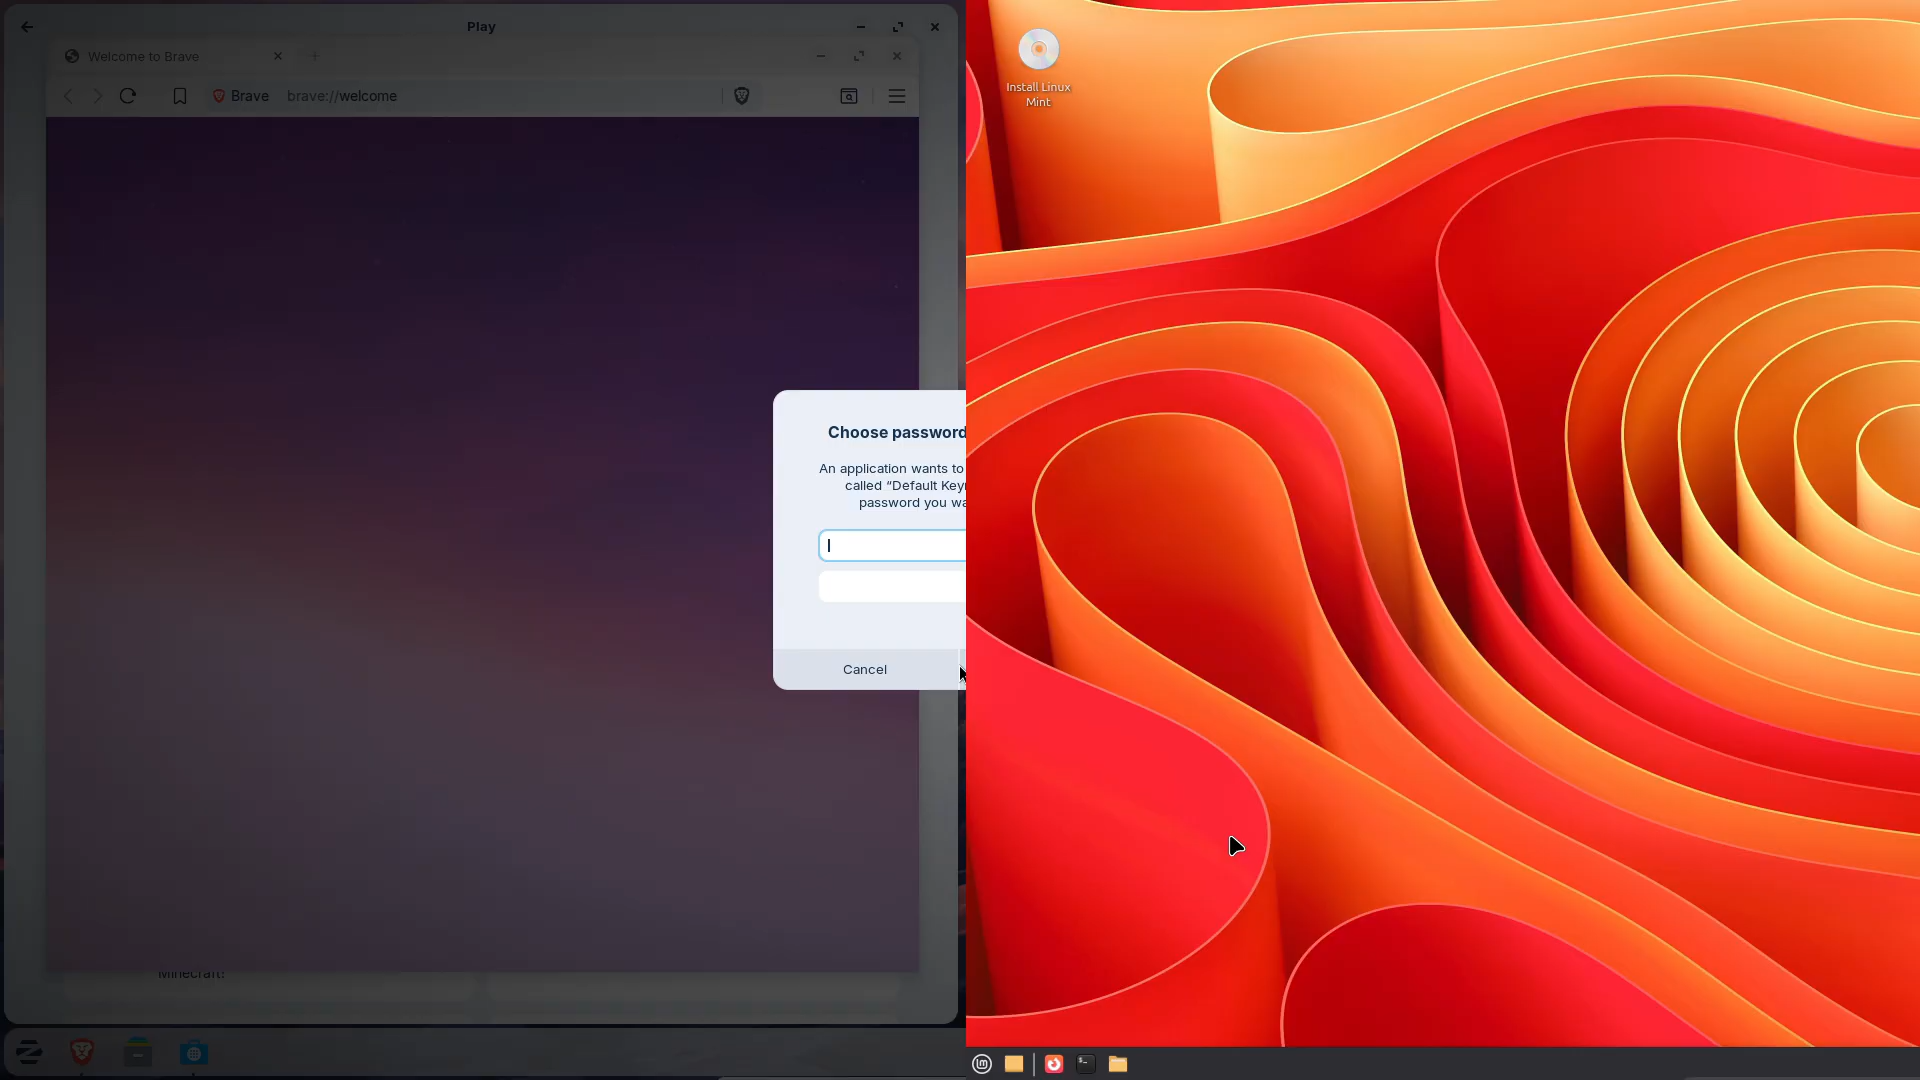 Play
Welcome to Brave
Brave brave://welcome
Choose password
An application wants to
called “Default Key
password you wa
Cancel
Minecraft!
Install Linux
Mint